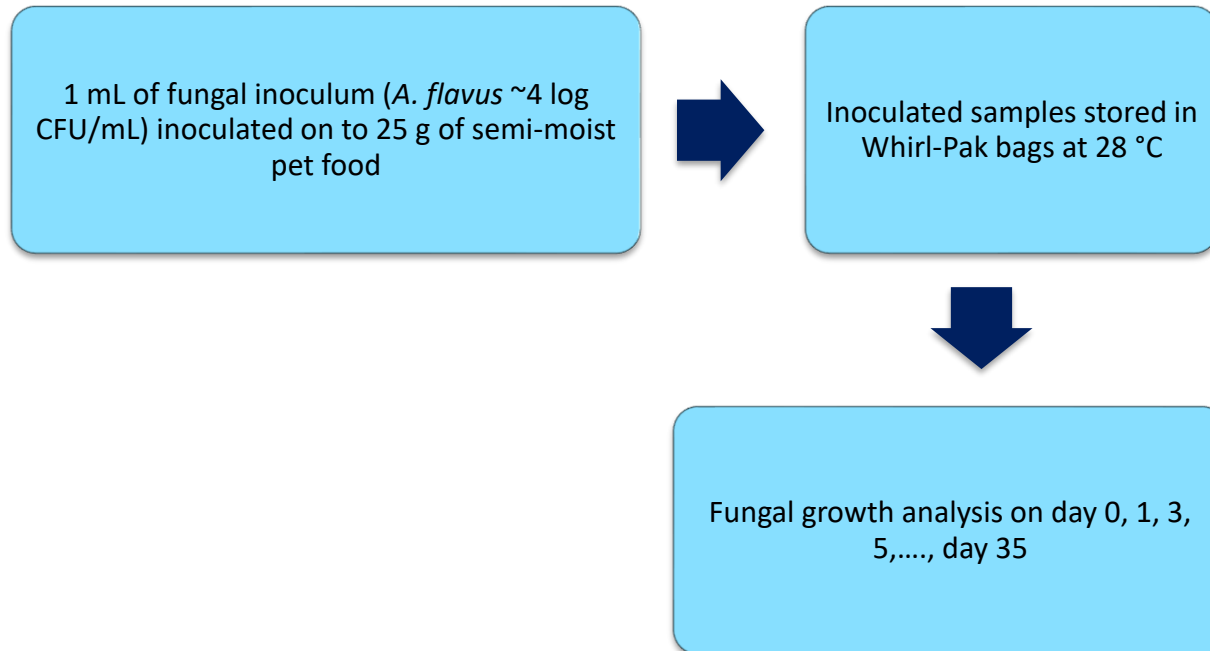 1 mL of fungal inoculum (A. flavus ~4 log
CFU/mL) inoculated on to 25 g of semi-moist
pet food
Inoculated samples stored in
Whirl-Pak bags at 28 °C
Fungal growth analysis on day 0, 1, 3,
5,...., day 35